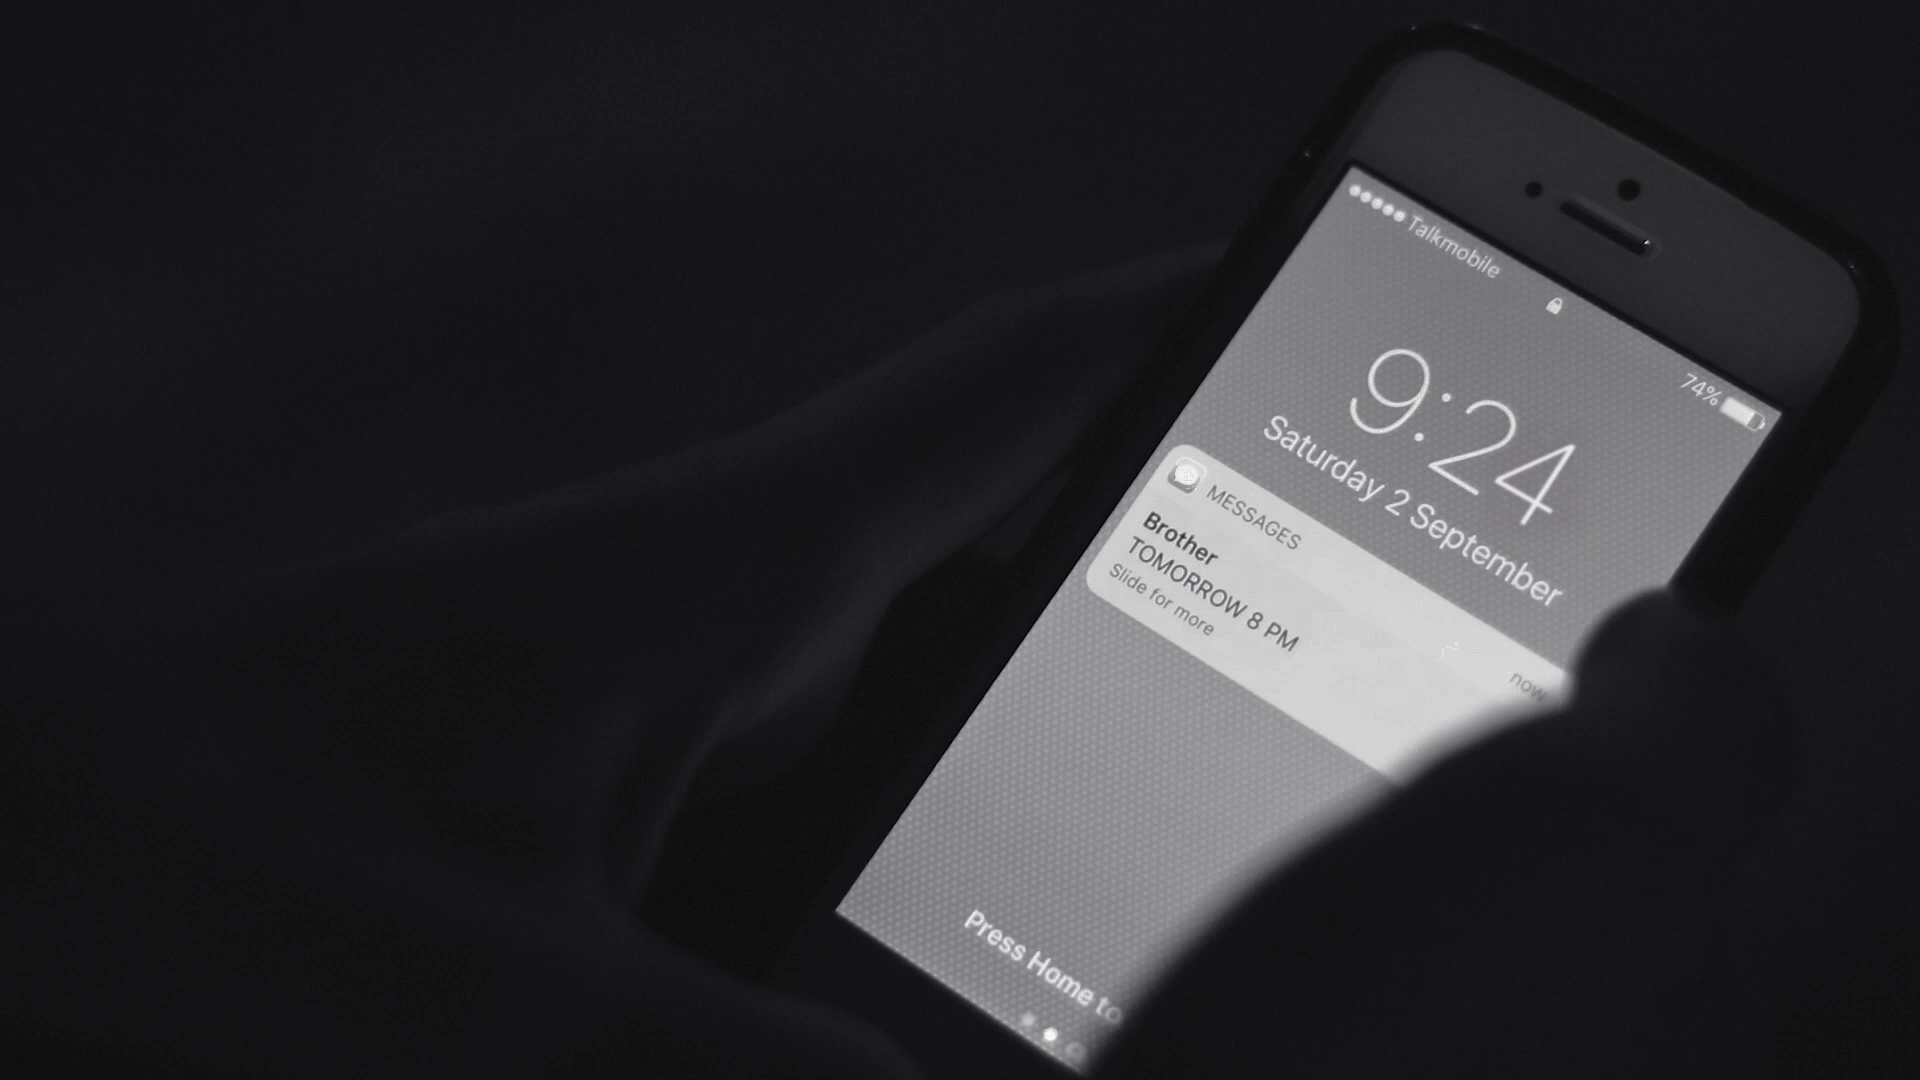 Talkmobile
74%
9:24
Saturday 2 September
MESSAGES
now
Brother
TOMORROW 8 PM
Slide for more
Press Home to